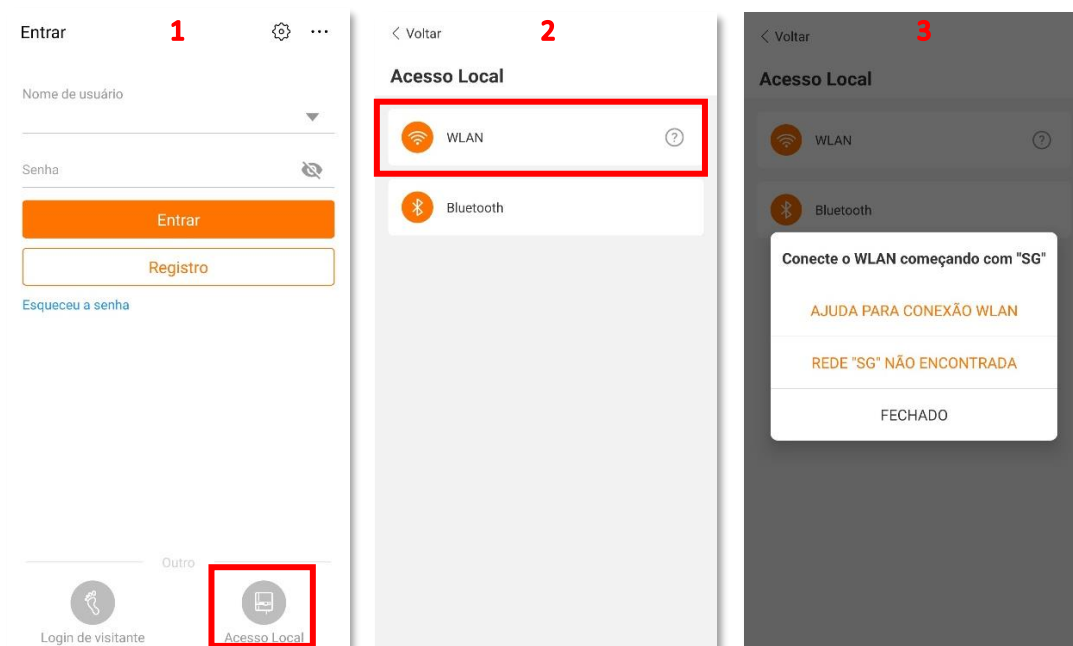 Entrar
1
Nome de usuário
Senha
Entrar
Registro
Esqueceu a senha
Outro
Login de visitante
Acesso Local
Voltar
2
Acesso Local
WLAN
?
Bluetooth
Voltar
3
Acesso Local
WLAN
?
Bluetooth
Conecte o WLAN começando com "SG"
AJUDA PARA CONEXÃO WLAN
REDE "SG" NÃO ENCONTRADA
FECHADO